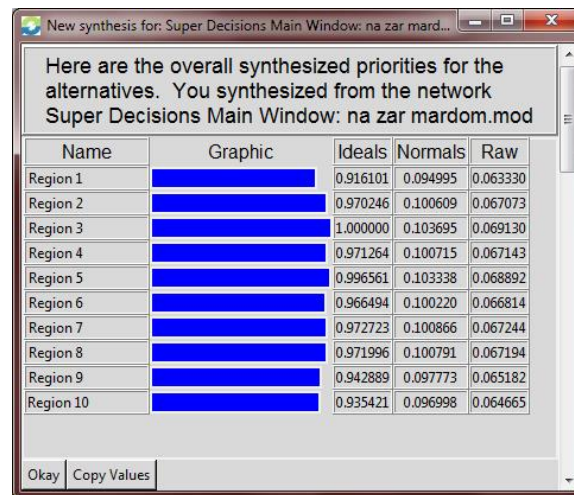 New synthesis for: Super Decisions Main Window: na zar mard...
Here are the overall synthesized priorities for the
alternatives. You synthesized from the network
Super Decisions Main Window: na zar mardom.mod
Name Graphic Ideals Normals Raw
Region 1 0.916101 0.094995 0.063330
Region 2 0.970246 0.100609 0.067073
Region 3 1.000000 0.103695 0.069130
Region 4 0.971264 0.100715 0.067143
Region 5 0.996561 0.103338 0.068892
Region 6 0.966494 0.100220 0.066814
Region 7 0.972723 0.100866 0.067244
Region 8 0.971996 0.100791 0.067194
Region 9 0.942889 0.097773 0.065182
Region 10 0.935421 0.096998 0.064665
Okay Copy Values